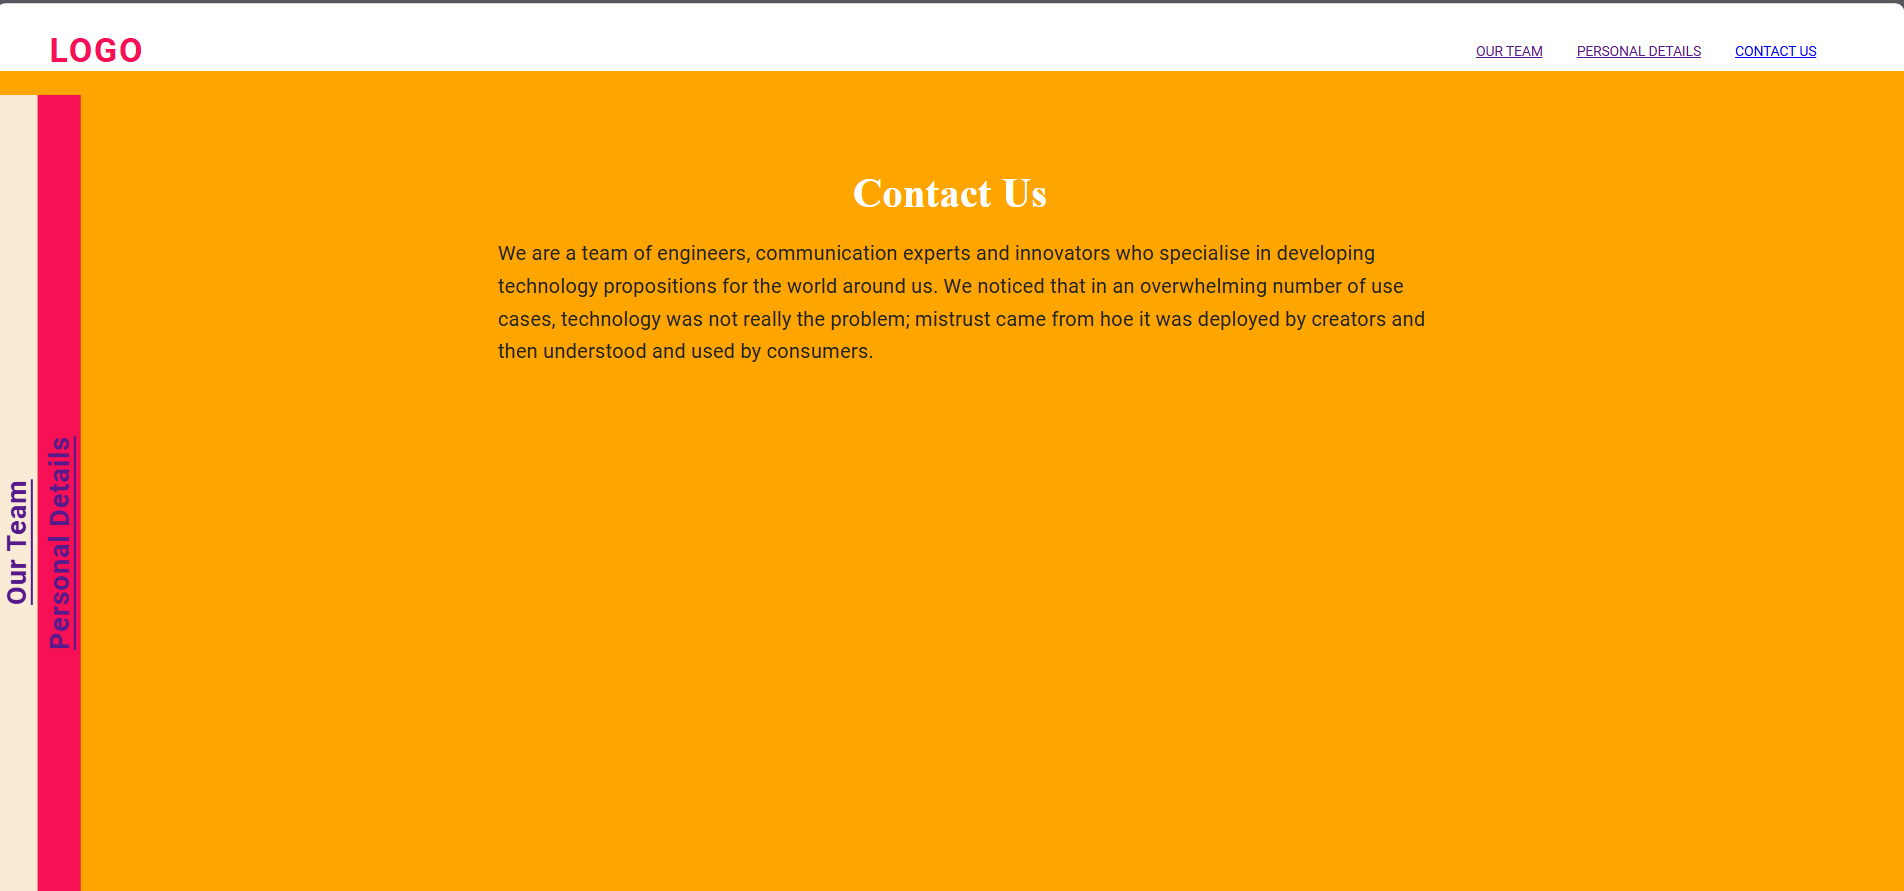 LOGO
OUR TEAM
PERSONAL DETAILS
CONTACT US
Our Team
Personal Details
Contact Us
We are a team of engineers, communication experts and innovators who specialise in developing
technology propositions for the world around us. We noticed that in an overwhelming number of use
cases, technology was not really the problem; mistrust came from hoe it was deployed by creators and
then understood and used by consumers.